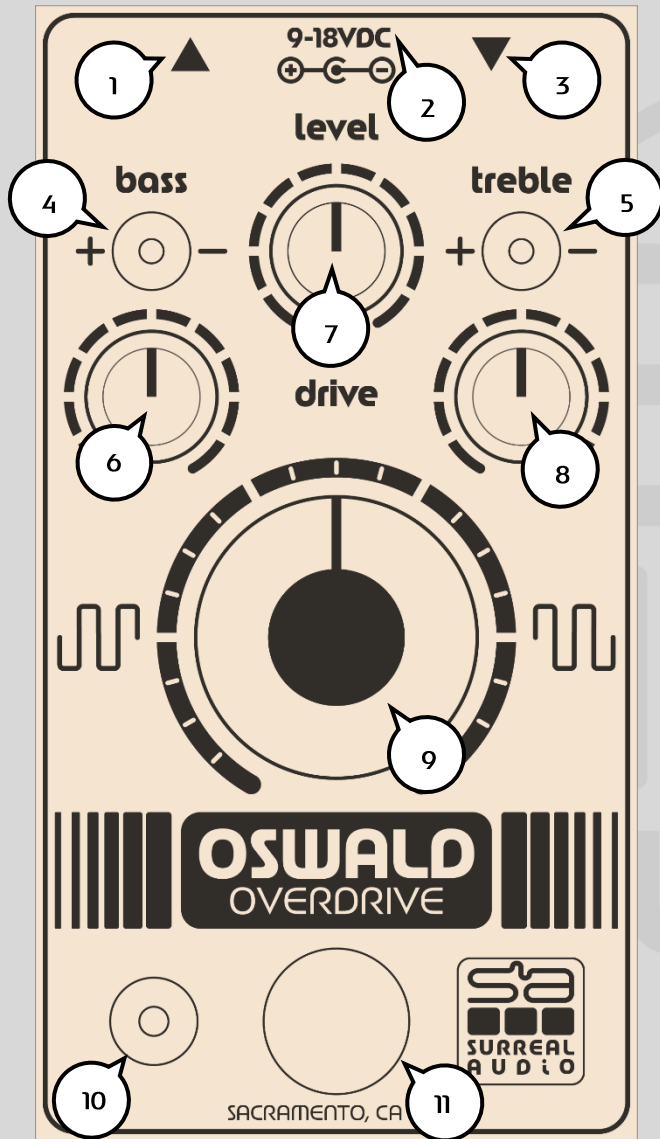 9-18VDC
1
2
3
level
bass
treble
4
5
+ −
+ −
7
drive
6
8
9
OSWALD
OVERDRIVE
SURREAL
AUDiO
10
11
SACRAMENTO, CA